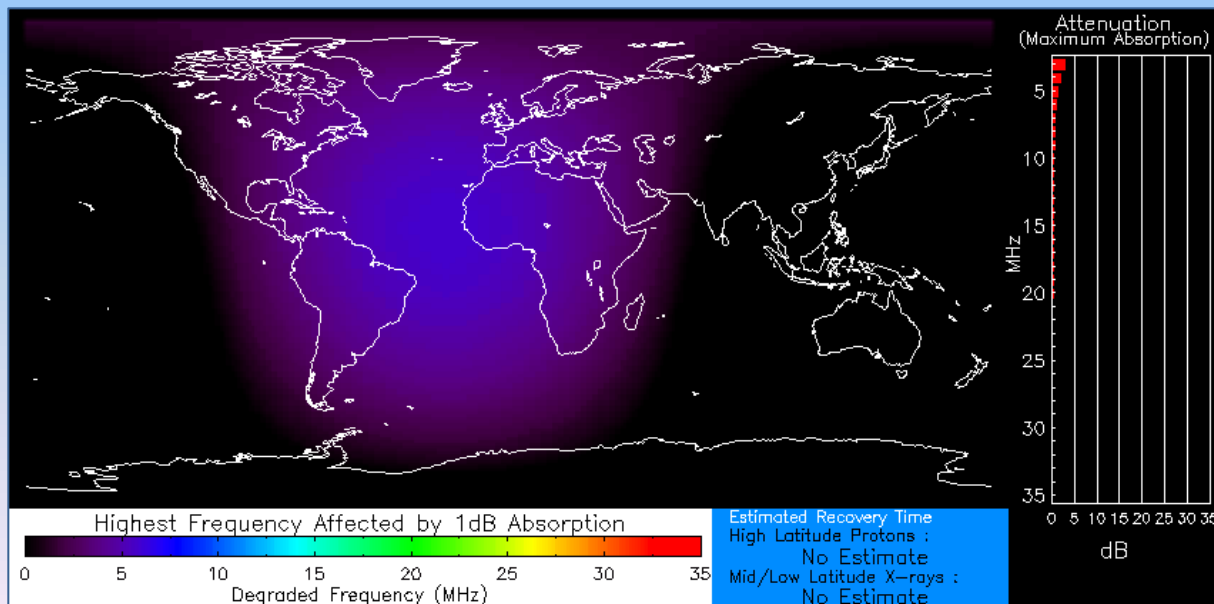 Attenuation
(Maximum Absorption)
5
10
15
20
25
30
35
MHz
0 5 10 15 20 25 30 35
dB
Highest Frequency Affected by 1dB Absorption
0 5 10 15 20 25 30 35
Degraded Frequency (MHz)
Estimated Recovery Time
High Latitude Protons :
No Estimate
Mid/Low Latitude X-rays :
No Estimate